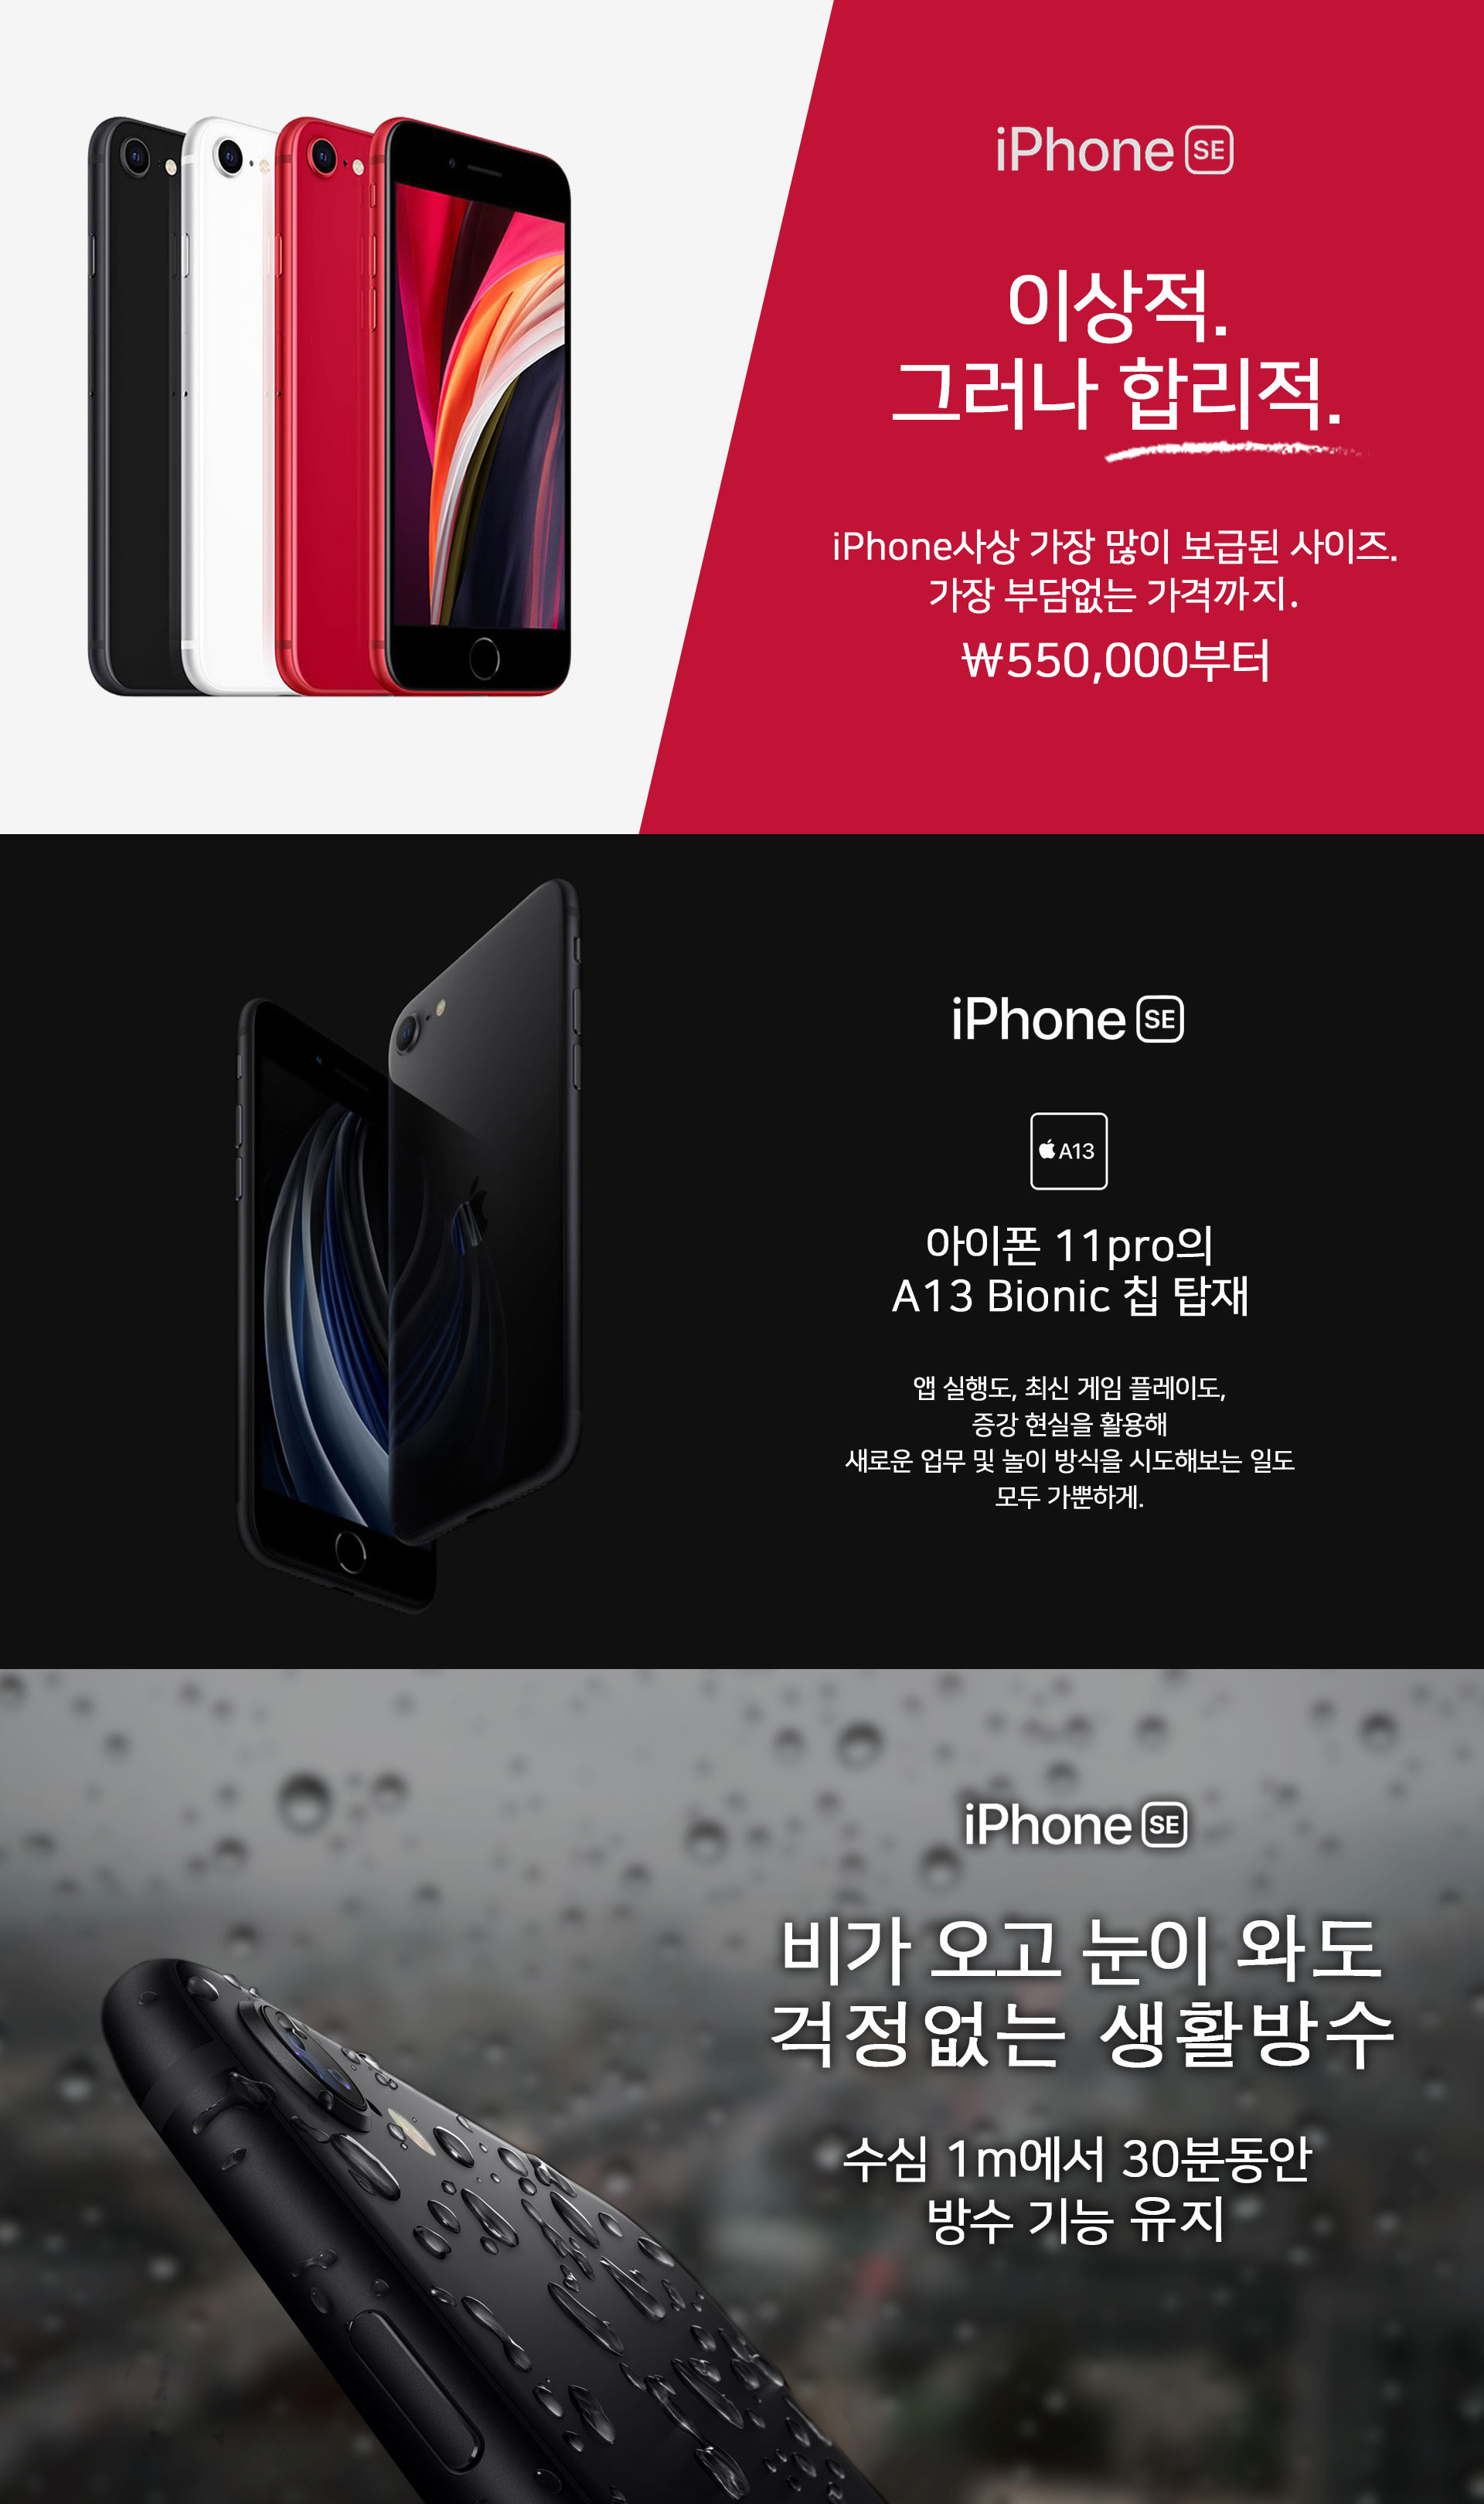 iPhone SE
이상적.
그러나 합리적.
iPhone사상 가장 많이 보급된 사이즈.
가장 부담없는 가격까지.
₩550,000부터
iPhone SE
A13
아이폰 11pro의
A13 Bionic 칩 탑재
앱 실행도, 최신 게임 플레이도,
증강 현실을 활용해
새로운 업무 및 놀이 방식을 시도해보는 일도
모두 가뿐하게.
iPhone SE
비가 오고 눈이 와도
걱정없는 생활방수
수심 1m에서 30분동안
방수 기능 유지